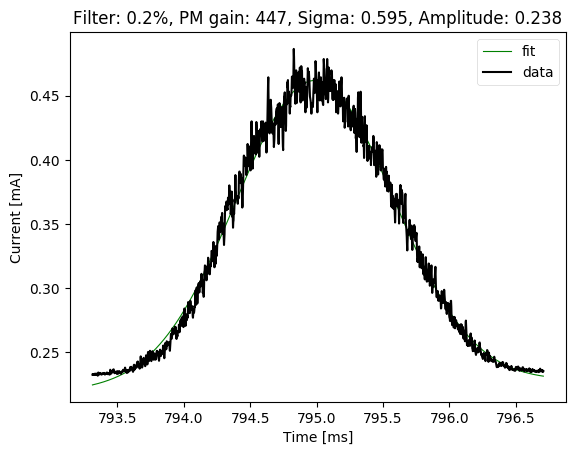 Filter: 0.2%, PM gain: 447, Sigma: 0.595, Amplitude: 0.238
fit
data
0.45
0.40
0.35
0.30
0.25
Current [mA]
793.5 794.0 794.5 795.0 795.5 796.0 796.5
Time [ms]